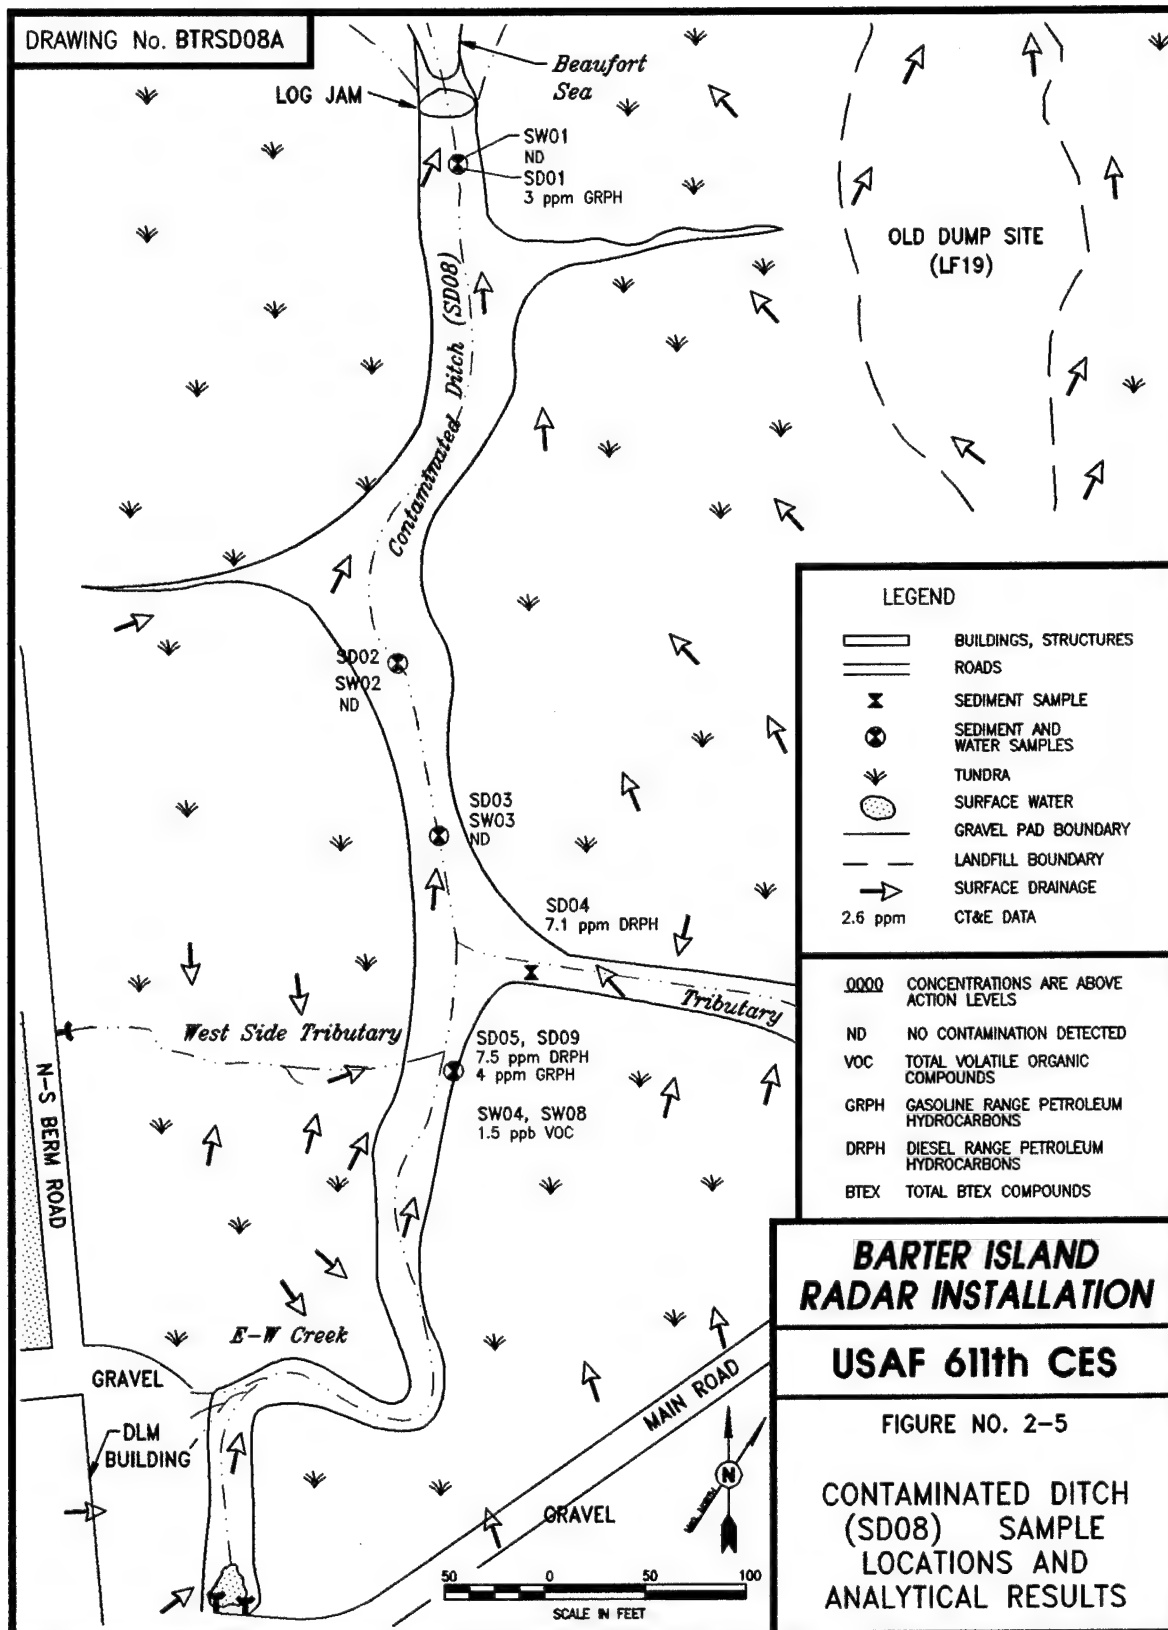 DRAWING No. BTRSD08A
Beaufort
Sea
LOG JAM
SW01
ND
SD01
3 ppm GRPH
OLD DUMP SITE
(LF19)
Contaminated Ditch (SD08)
SD02
SW02
ND
SD03
SW03
ND
SD04
7.1 ppm DRPH
Tributary
West Side Tributary
SD05, SD09
7.5 ppm DRPH
4 ppm GRPH
SW04, SW08
1.5 ppb VOC
N-S BERM ROAD
E-W Creek
GRAVEL
DLM
BUILDING
MAIN ROAD
GRAVEL
N
50 0 50 100
SCALE IN FEET
LEGEND
BUILDINGS, STRUCTURES
ROADS
SEDIMENT SAMPLE
SEDIMENT AND
WATER SAMPLES
TUNDRA
SURFACE WATER
GRAVEL PAD BOUNDARY
LANDFILL BOUNDARY
SURFACE DRAINAGE
2.6 ppm CT&E DATA
0000 CONCENTRATIONS ARE ABOVE
ACTION LEVELS
ND NO CONTAMINATION DETECTED
VOC TOTAL VOLATILE ORGANIC
COMPOUNDS
GRPH GASOLINE RANGE PETROLEUM
HYDROCARBONS
DRPH DIESEL RANGE PETROLEUM
HYDROCARBONS
BTEX TOTAL BTEX COMPOUNDS
BARTER ISLAND
RADAR INSTALLATION
USAF 611th CES
FIGURE NO. 2-5
CONTAMINATED DITCH
(SD08) SAMPLE
LOCATIONS AND
ANALYTICAL RESULTS